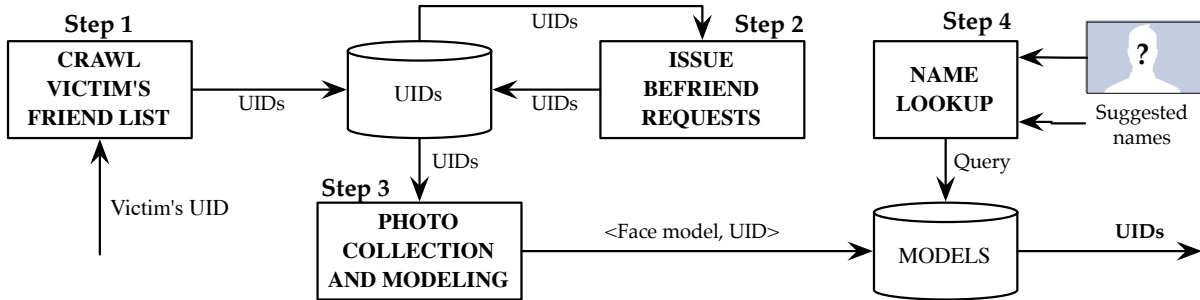 Step 1
CRAWL
VICTIM'S
FRIEND LIST
Victim's UID
UIDs
UIDs
UIDs
UIDs
Step 2
ISSUE
BEFRIEND
REQUESTS
UIDs
Step 3
PHOTO
COLLECTION
AND MODELING
<Face model, UID>
Step 4
NAME
LOOKUP
?
Suggested
names
Query
MODELS
UIDs